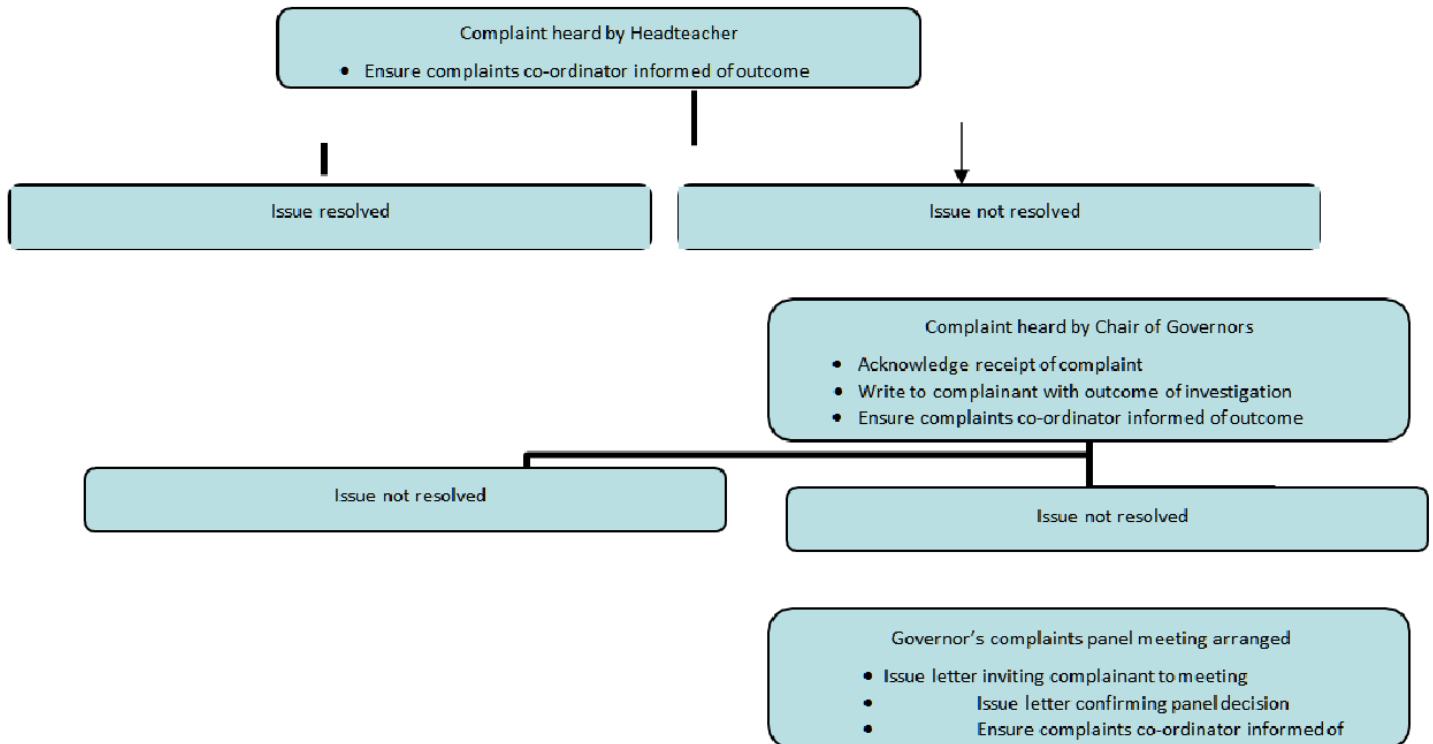 Complaint heard by Headteacher
• Ensure complaints co-ordinator informed of outcome
Issue resolved
Issue not resolved
Complaint heard by Chair of Governors
• Acknowledge receipt of complaint
• Write to complainant with outcome of investigation
• Ensure complaints co-ordinator informed of outcome
Issue not resolved
Issue not resolved
Governor’s complaints panel meeting arranged
• Issue letter inviting complainant to meeting
• Issue letter confirming panel decision
• Ensure complaints co-ordinator informed of